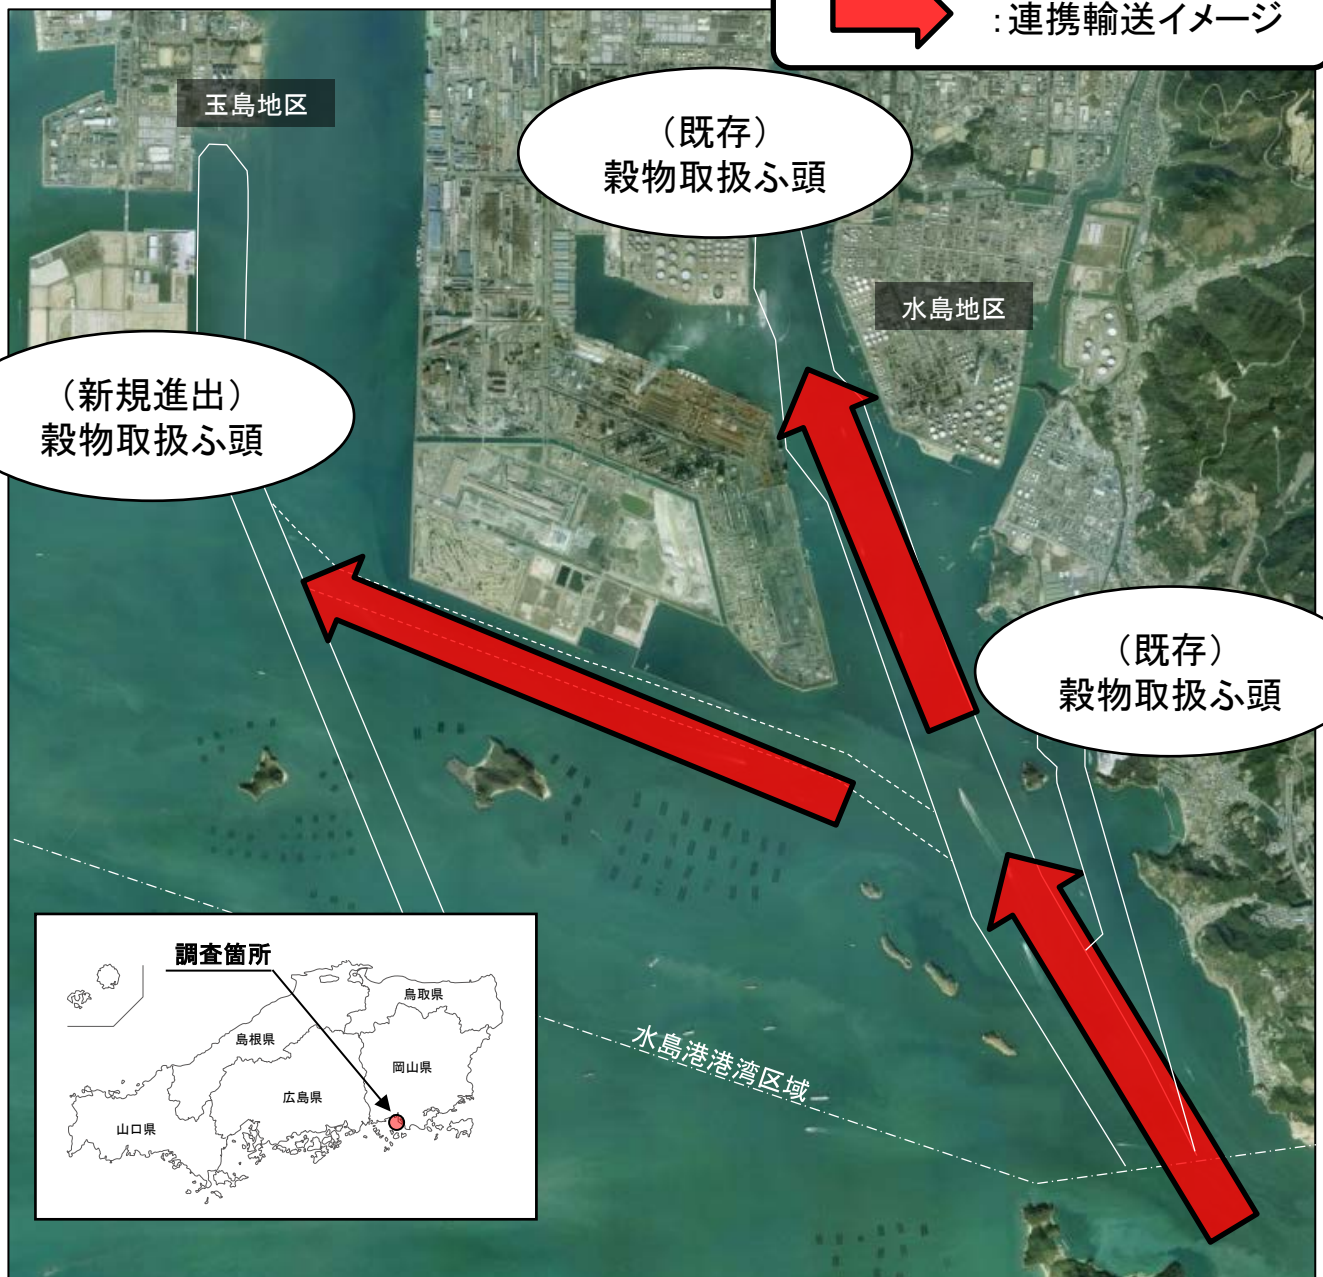 ：連携輸送イメージ
玉島地区
（既存）
穀物取扱ふ頭
水島地区
（新規進出）
穀物取扱ふ頭
（既存）
穀物取扱ふ頭
調査箇所
鳥取県
島根県
岡山県
広島県
山口県
水島港港湾区域